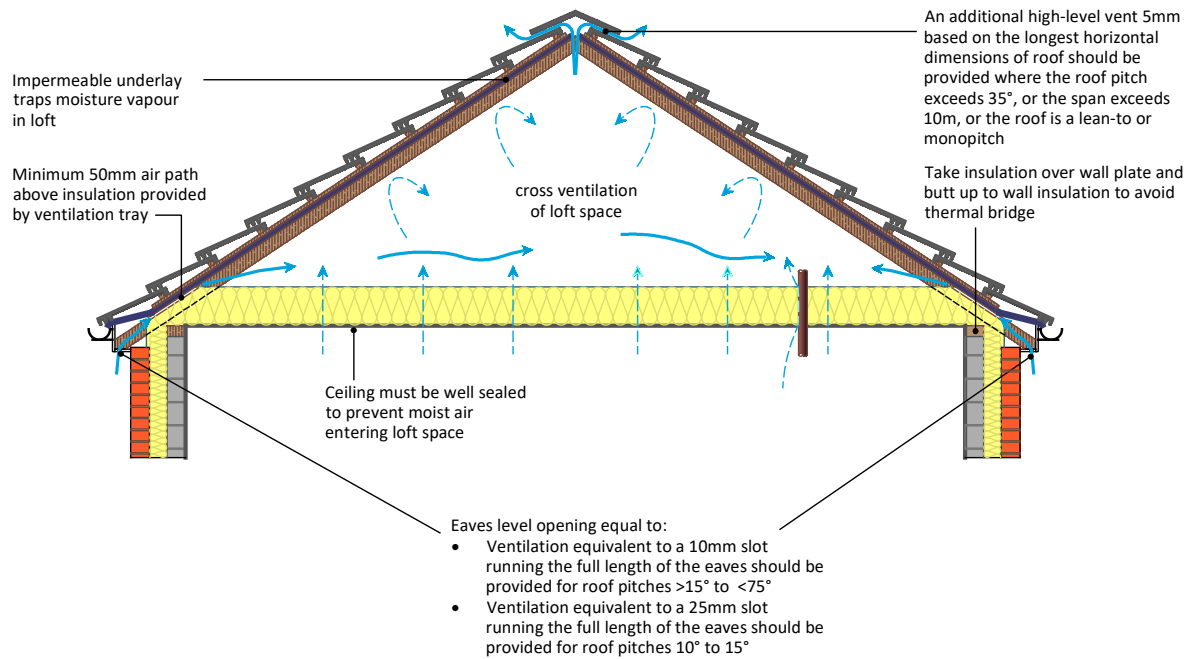 An additional high-level vent 5mm
based on the longest horizontal
dimensions of roof should be
provided where the roof pitch
exceeds 35°, or the span exceeds
10m, or the roof is a lean-to or
monopitch
Impermeable underlay
traps moisture vapour
in loft
Minimum 50mm air path
above insulation provided
by ventilation tray
cross ventilation
of loft space
Take insulation over wall plate and
butt up to wall insulation to avoid
thermal bridge
Ceiling must be well sealed
to prevent moist air
entering loft space
Eaves level opening equal to:
• Ventilation equivalent to a 10mm slot
running the full length of the eaves should be
provided for roof pitches >15° to <75°
• Ventilation equivalent to a 25mm slot
running the full length of the eaves should be
provided for roof pitches 10° to 15°